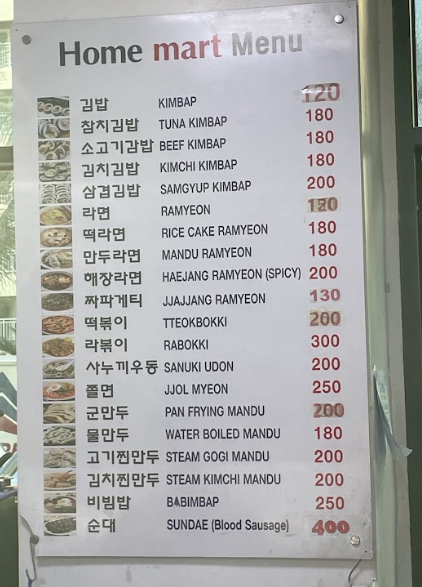 Home mart Menu
김밥 KIMBAP 120
참치김밥 TUNA KIMBAP 180
소고기김밥 BEEF KIMBAP 180
김치김밥 KIMCHI KIMBAP 180
삼겹김밥 SAMGYUP KIMBAP 200
라면 RAMYEON 120
떡라면 RICE CAKE RAMYEON 180
만두라면 MANDU RAMYEON 180
해장라면 HAEJANG RAMYEON (SPICY) 200
짜파게티 JJAJJANG RAMYEON 130
떡볶이 TTEOKBOKKI 200
라볶이 RABOKKI 300
사누끼우동 SANUKI UDON 200
쫄면 JJOL MYEON 250
군만두 PAN FRYING MANDU 200
물만두 WATER BOILED MANDU 180
고기찐만두 STEAM GOGI MANDU 200
김치찐만두 STEAM KIMCHI MANDU 200
비빔밥 BABIMBAP 250
순대 SUNDAE (Blood Sausage) 400